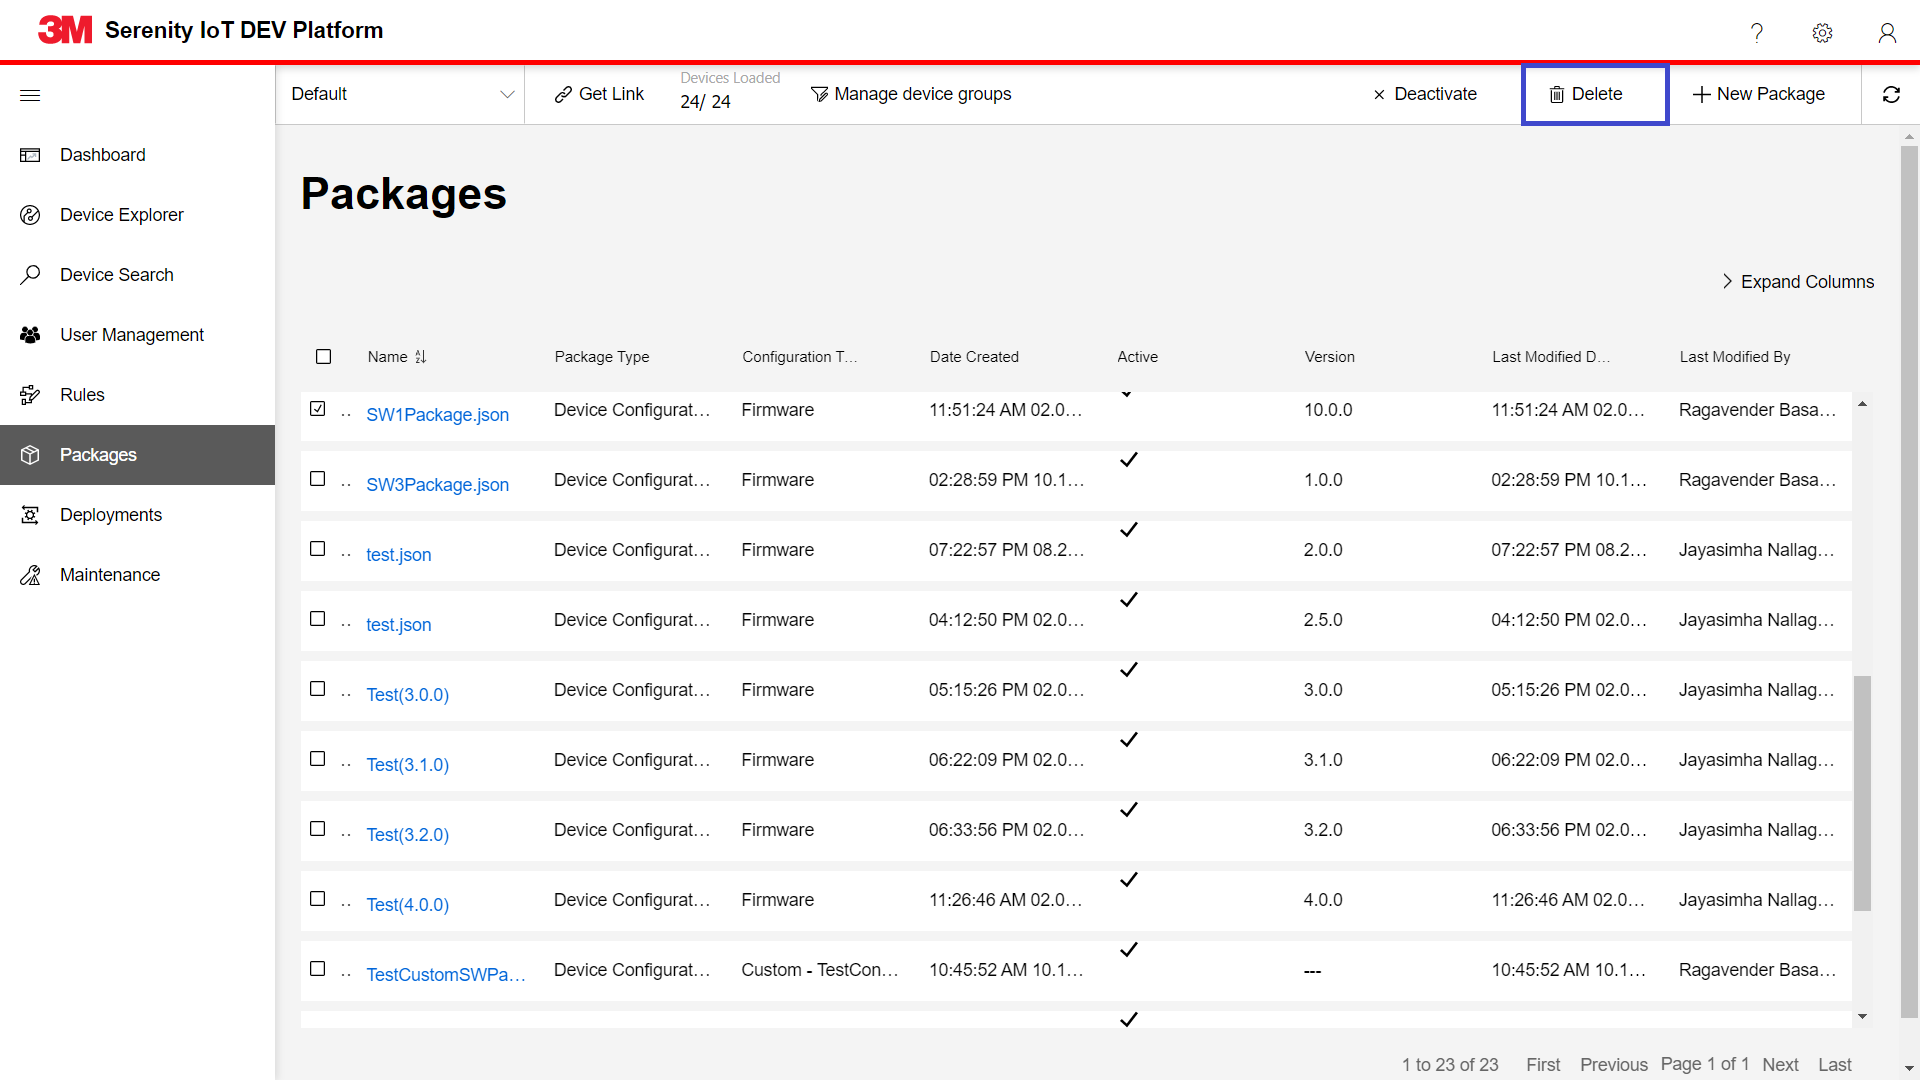 3M Serenity IoT DEV Platform
?
Default
Get Link
Devices Loaded
24/ 24
Manage device groups
Deactivate
Delete
New Package
Dashboard
Device Explorer
Device Search
User Management
Rules
Packages
Deployments
Maintenance
Packages
Expand Columns
Name Package Type Configuration T... Date Created Active Version Last Modified D... Last Modified By
.. SW1Package.json Device Configurat... Firmware 11:51:24 AM 02.0... 10.0.0 11:51:24 AM 02.0... Ragavender Basa...
.. SW3Package.json Device Configurat... Firmware 02:28:59 PM 10.1... 1.0.0 02:28:59 PM 10.1... Ragavender Basa...
.. test.json Device Configurat... Firmware 07:22:57 PM 08.2... 2.0.0 07:22:57 PM 08.2... Jayasimha Nallag...
.. test.json Device Configurat... Firmware 04:12:50 PM 02.0... 2.5.0 04:12:50 PM 02.0... Jayasimha Nallag...
.. Test(3.0.0) Device Configurat... Firmware 05:15:26 PM 02.0... 3.0.0 05:15:26 PM 02.0... Jayasimha Nallag...
.. Test(3.1.0) Device Configurat... Firmware 06:22:09 PM 02.0... 3.1.0 06:22:09 PM 02.0... Jayasimha Nallag...
.. Test(3.2.0) Device Configurat... Firmware 06:33:56 PM 02.0... 3.2.0 06:33:56 PM 02.0... Jayasimha Nallag...
.. Test(4.0.0) Device Configurat... Firmware 11:26:46 AM 02.0... 4.0.0 11:26:46 AM 02.0... Jayasimha Nallag...
.. TestCustomSWPa... Device Configurat... Custom - TestCon... 10:45:52 AM 10.1... --- 10:45:52 AM 10.1... Ragavender Basa...
1 to 23 of 23 First Previous Page 1 of 1 Next Last